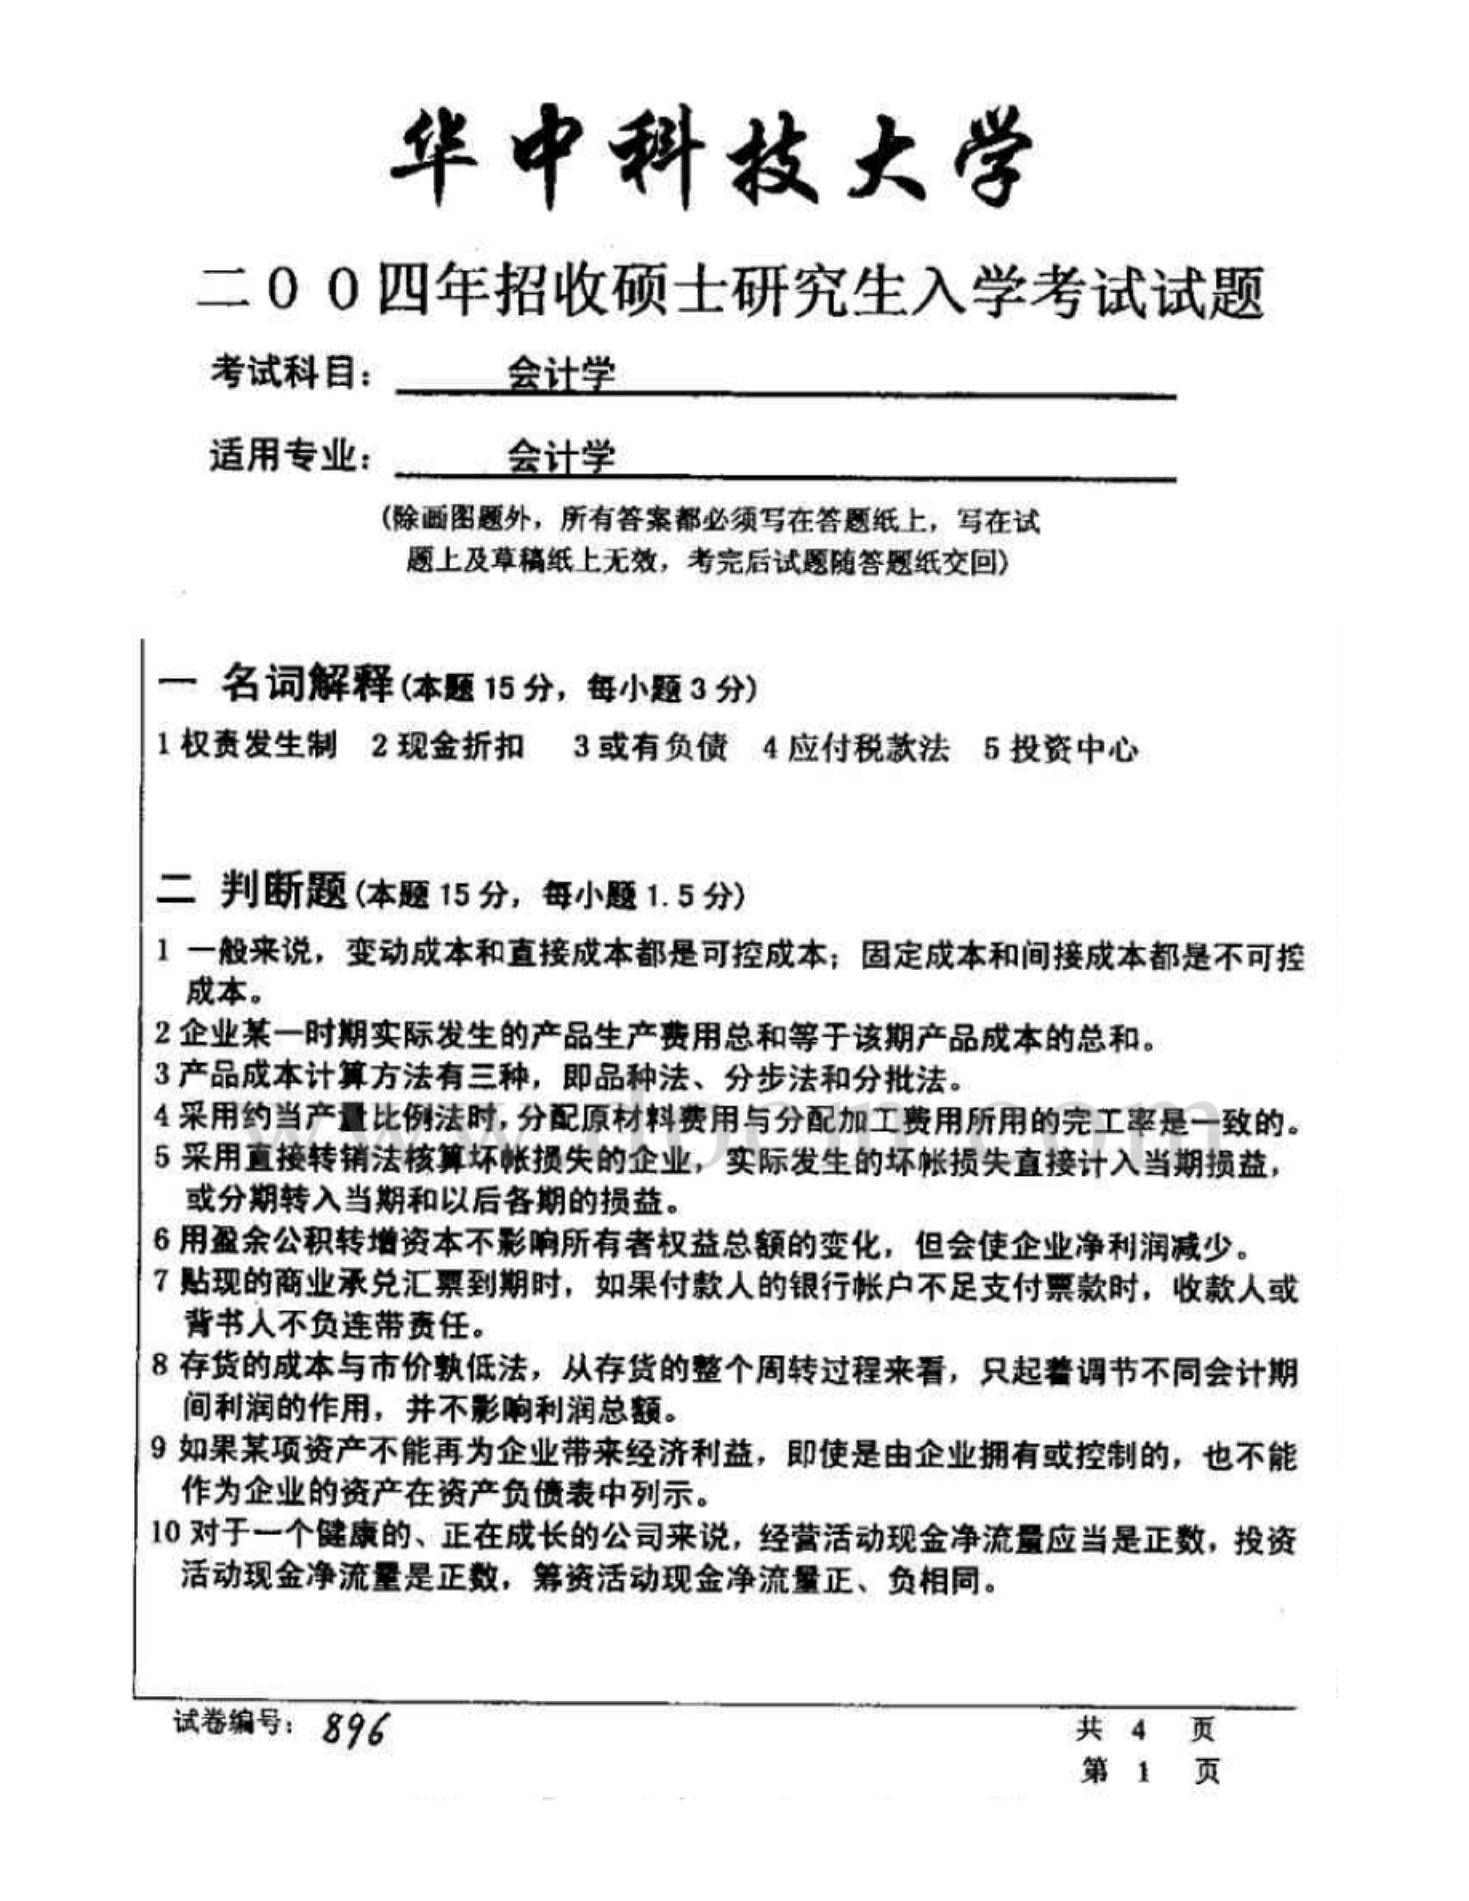 华中科技大学
二００四年招收硕士研究生入学考试试题
考试科目： 会计学
适用专业： 会计学
(除画图题外，所有答案都必须写在答题纸上，写在试
题上及草稿纸上无效，考完后试题随答题纸交回)
一 名词解释(本题 15 分，每小题 3 分)
1 权责发生制 2 现金折扣 3 或有负债 4 应付税款法 5 投资中心
二 判断题(本题 15 分，每小题 1.5 分)
1 一般来说，变动成本和直接成本都是可控成本；固定成本和间接成本都是不可控
成本。
2 企业某一时期实际发生的产品生产费用总和等于该期产品成本的总和。
3 产品成本计算方法有三种，即品种法、分步法和分批法。
4 采用约当产量比例法时，分配原材料费用与分配加工费用所用的完工率是一致的。
www.docin.com
5 采用直接转销法核算坏帐损失的企业，实际发生的坏帐损失直接计入当期损益，
或分期转入当期和以后各期的损益。
6 用盈余公积转增资本不影响所有者权益总额的变化，但会使企业净利润减少。
7 贴现的商业承兑汇票到期时，如果付款人的银行帐户不足支付票款时，收款人或
背书人不负连带责任。
8 存货的成本与市价孰低法，从存货的整个周转过程来看，只起着调节不同会计期
间利润的作用，并不影响利润总额。
9 如果某项资产不能再为企业带来经济利益，即使是由企业拥有或控制的，也不能
作为企业的资产在资产负债表中列示。
10 对于一个健康的、正在成长的公司来说，经营活动现金净流量应当是正数，投资
活动现金净流量是正数，筹资活动现金净流量正、负相同。
试卷编号：896
共 4 页
第 1 页